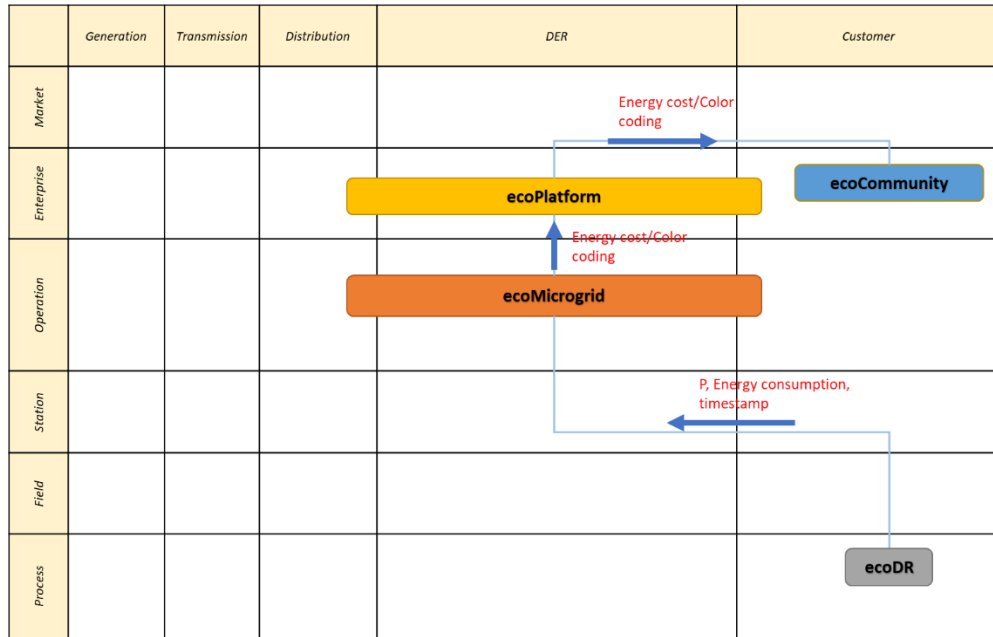 Generation
Transmission
Distribution
DER
Customer
Market
Energy cost/Color
coding
Enterprise
ecoPlatform
ecoCommunity
Energy cost/Color
coding
Operation
ecoMicrogrid
Station
P, Energy consumption,
timestamp
Field
Process
ecoDR